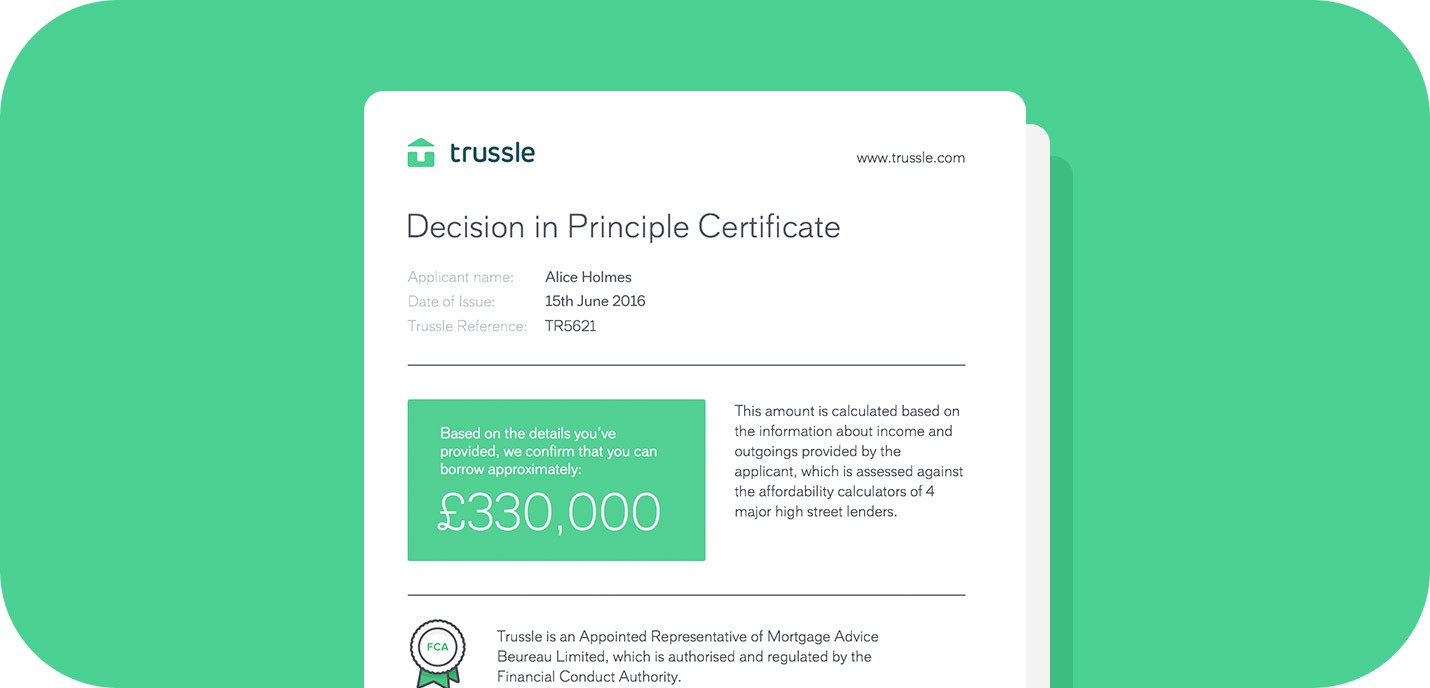 trussle
www.trussle.com
Decision in Principle Certificate
Applicant name: Alice Holmes
Date of Issue: 15th June 2016
Trussle Reference: TR5621
Based on the details you've
provided, we confirm that you can
borrow approximately:
£330,000
This amount is calculated based on
the information about income and
outgoings provided by the
applicant, which is assessed against
the affordability calculators of 4
major high street lenders.
FCA
Trussle is an Appointed Representative of Mortgage Advice
Beureau Limited, which is authorised and regulated by the
Financial Conduct Authority.